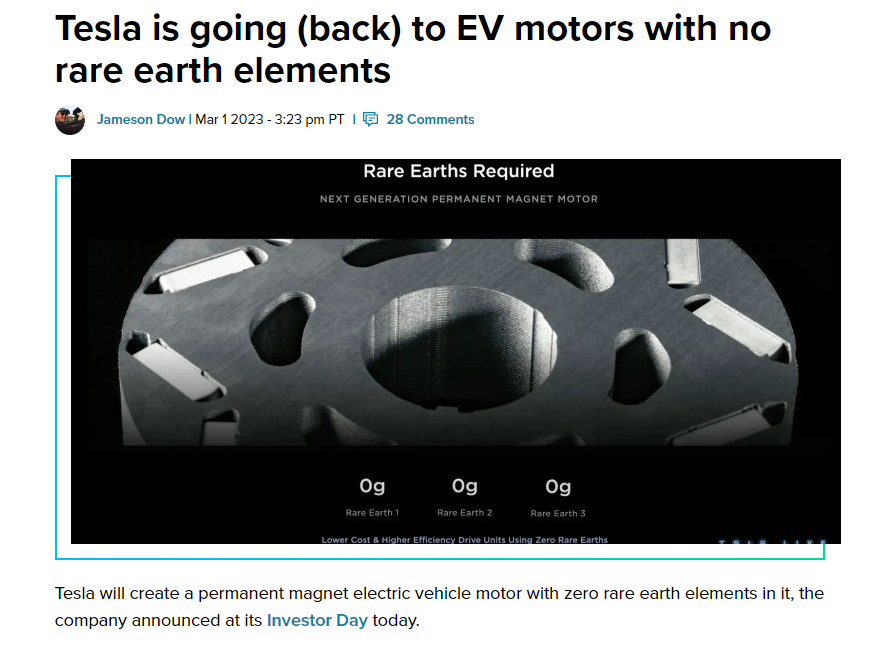 Tesla is going (back) to EV motors with no
rare earth elements
Jameson Dow | Mar 1 2023 - 3:23 pm PT | 28 Comments
Rare Earths Required
NEXT GENERATION PERMANENT MAGNET MOTOR
0g 0g 0g
Rare Earth 1 Rare Earth 2 Rare Earth 3
Lower Cost & Higher Efficiency Drive Units Using Zero Rare Earths
Tesla will create a permanent magnet electric vehicle motor with zero rare earth elements in it, the
company announced at its Investor Day today.